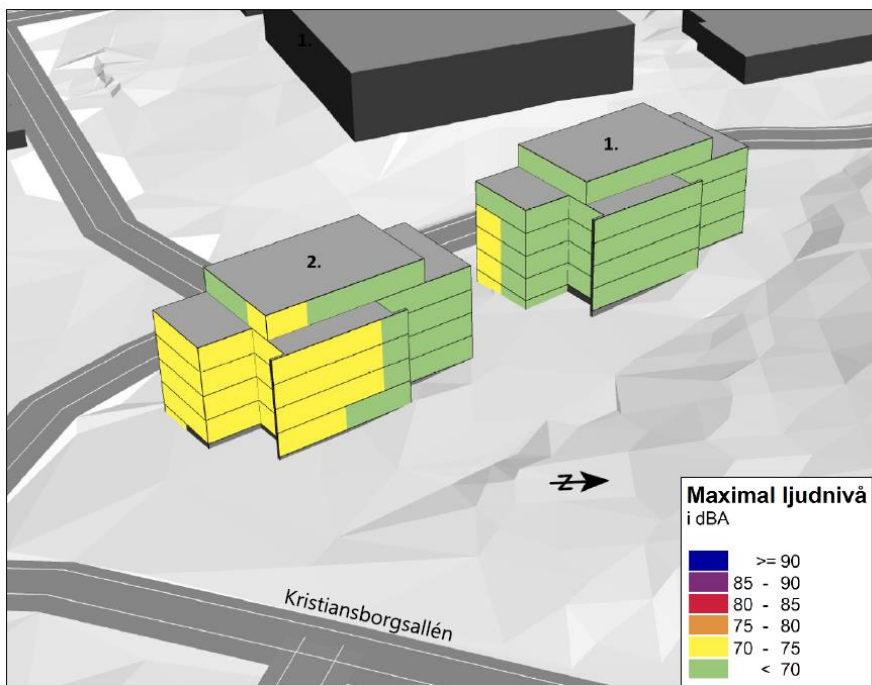 1.
1.
2.
Z
Kristiansborgsallén
Maximal ljudnivå
i dBA
>= 90
85 - 90
80 - 85
75 - 80
70 - 75
< 70